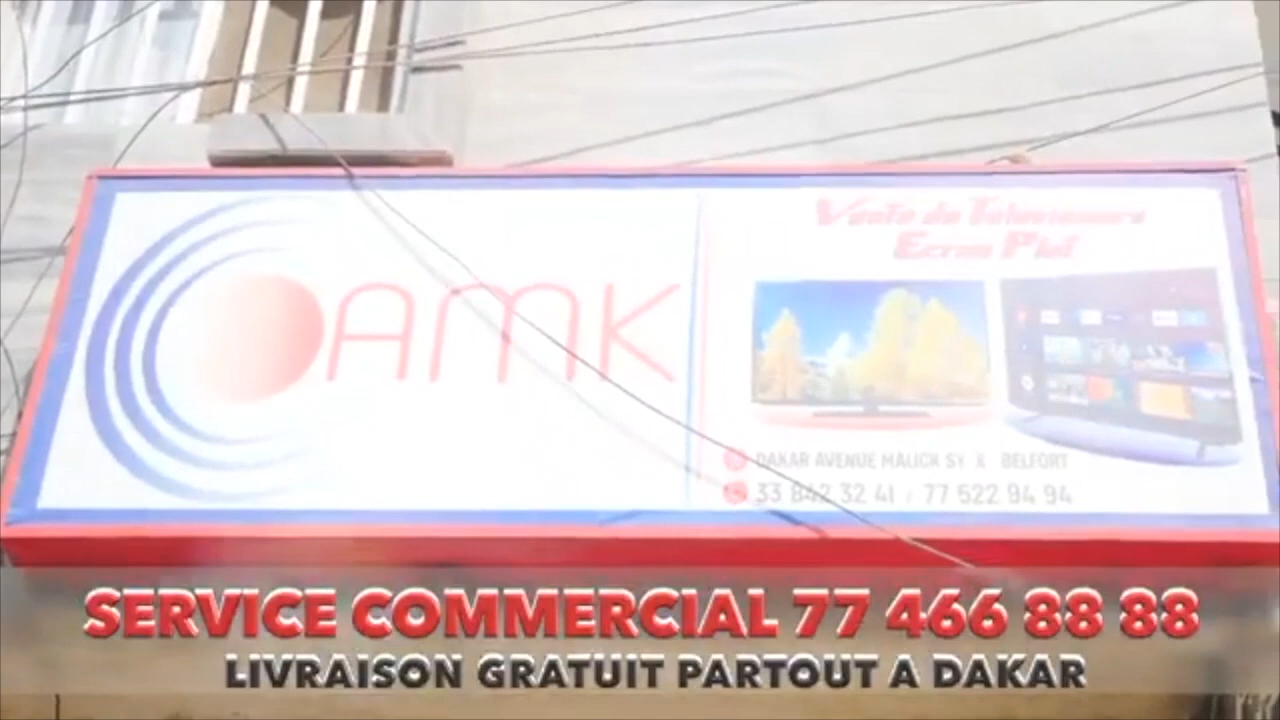 AMK
Vente de Televiseurs
Ecran Plat
DAKAR AVENUE MALICK SY X BELFORT
33 842 32 41 / 77 522 94 94
SERVICE COMMERCIAL 77 466 88 88
LIVRAISON GRATUIT PARTOUT A DAKAR